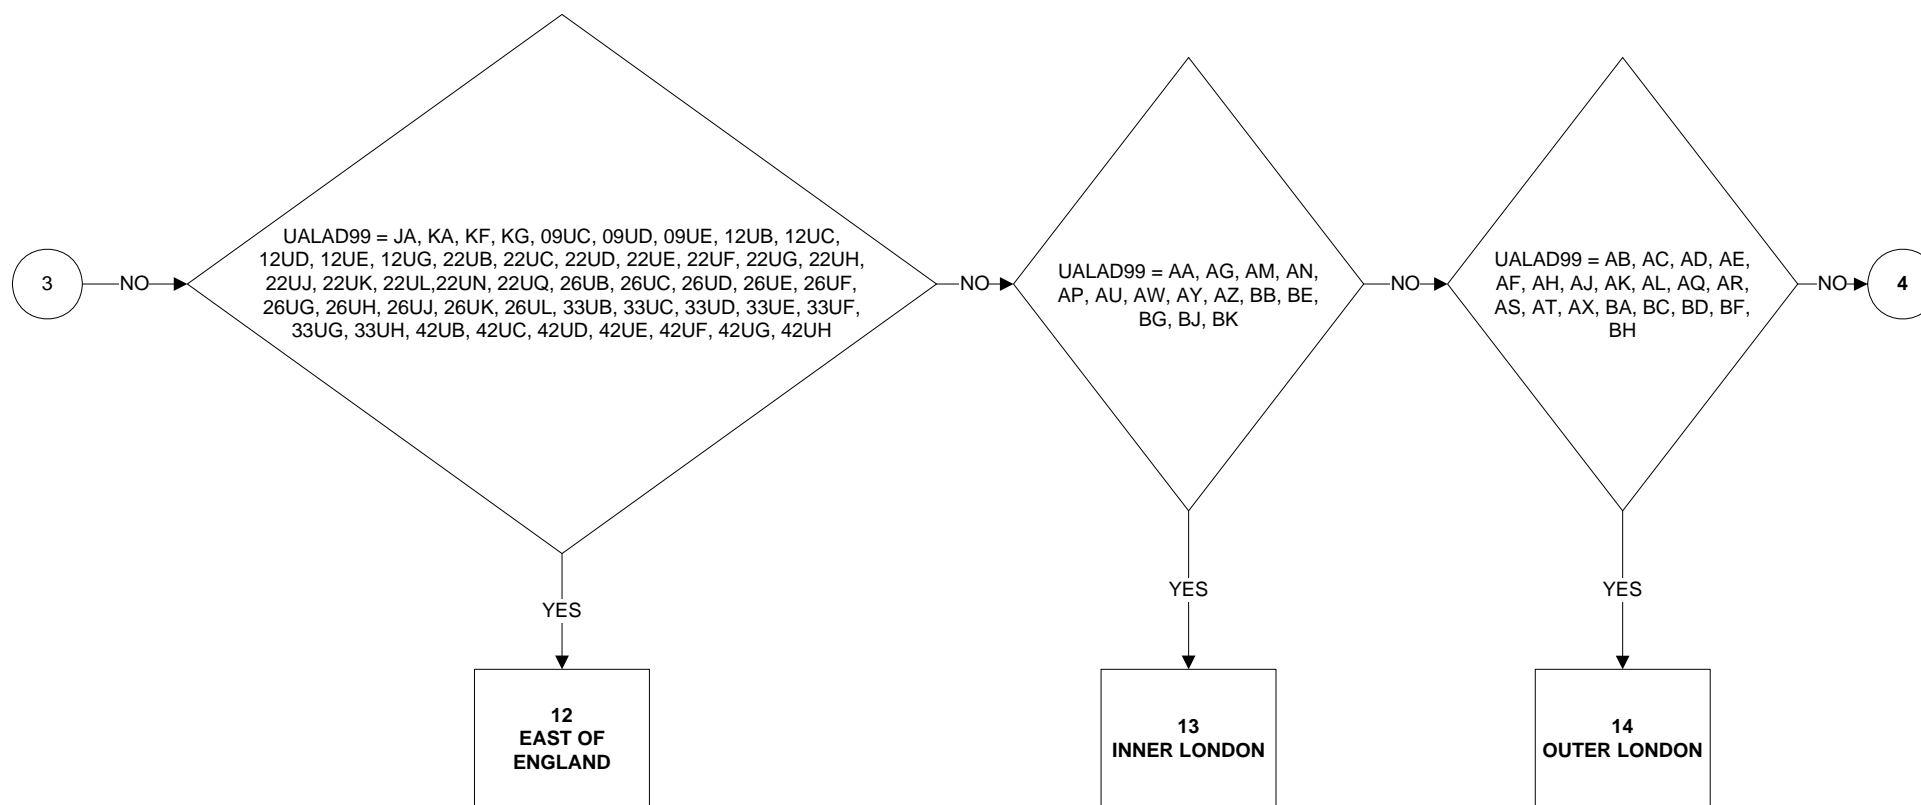 3
NO
UALAD99 = JA, KA, KF, KG, 09UC, 09UD, 09UE, 12UB, 12UC,
12UD, 12UE, 12UG, 22UB, 22UC, 22UD, 22UE, 22UF, 22UG, 22UH,
22UJ, 22UK, 22UL,22UN, 22UQ, 26UB, 26UC, 26UD, 26UE, 26UF,
26UG, 26UH, 26UJ, 26UK, 26UL, 33UB, 33UC, 33UD, 33UE, 33UF,
33UG, 33UH, 42UB, 42UC, 42UD, 42UE, 42UF, 42UG, 42UH
NO
UALAD99 = AA, AG, AM, AN,
AP, AU, AW, AY, AZ, BB, BE,
BG, BJ, BK
NO
UALAD99 = AB, AC, AD, AE,
AF, AH, AJ, AK, AL, AQ, AR,
AS, AT, AX, BA, BC, BD, BF,
BH
NO
4
YES
YES
YES
12
EAST OF
ENGLAND
13
INNER LONDON
14
OUTER LONDON